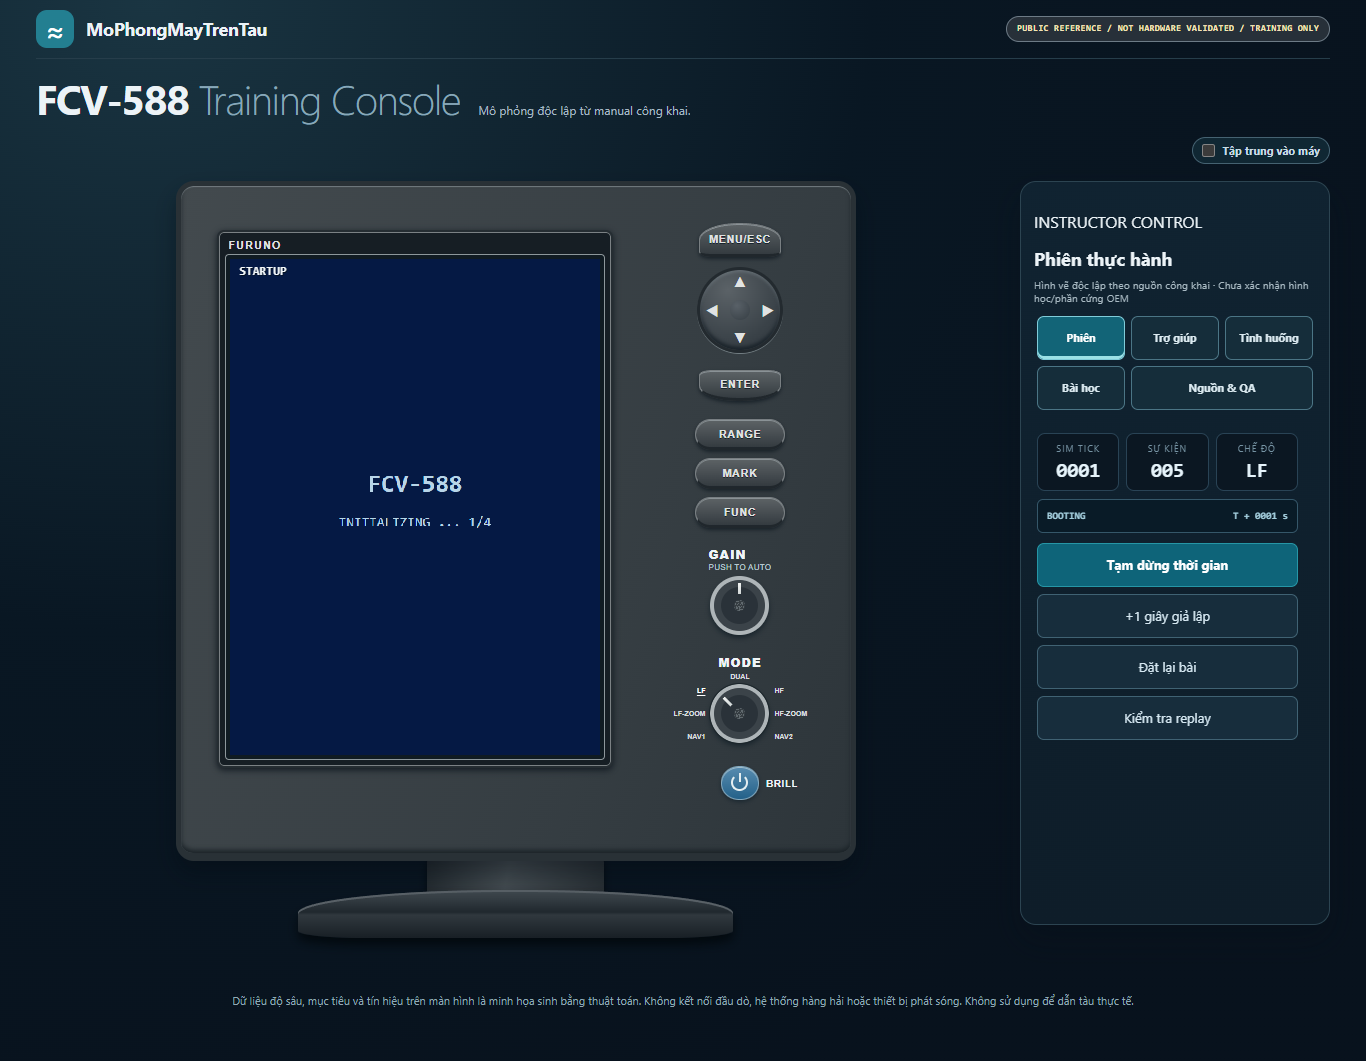 ≈ MoPhongMayTrenTau
PUBLIC REFERENCE / NOT HARDWARE VALIDATED / TRAINING ONLY
FCV-588 Training Console Mô phỏng độc lập từ manual công khai.
Tập trung vào máy
FURUNO
STARTUP
FCV-588
INITIALIZING ... 1/4
MENU/ESC
▲
◀ ▶
▼
ENTER
RANGE
MARK
FUNC
GAIN
PUSH TO AUTO
MODE
DUAL
LF HF
LF-ZOOM HF-ZOOM
NAV1 NAV2
BRILL
INSTRUCTOR CONTROL
Phiên thực hành
Hình vẽ độc lập theo nguồn công khai · Chưa xác nhận hình
học/phần cứng OEM
Phiên Trợ giúp Tình huống
Bài học Nguồn & QA
SIM TICK SỰ KIỆN CHẾ ĐỘ
0001 005 LF
BOOTING T + 0001 s
Tạm dừng thời gian
+1 giây giả lập
Đặt lại bài
Kiểm tra replay
Dữ liệu độ sâu, mục tiêu và tín hiệu trên màn hình là minh họa sinh bằng thuật toán. Không kết nối đầu dò, hệ thống hàng hải hoặc thiết bị phát sóng. Không sử dụng để dẫn tàu thực tế.